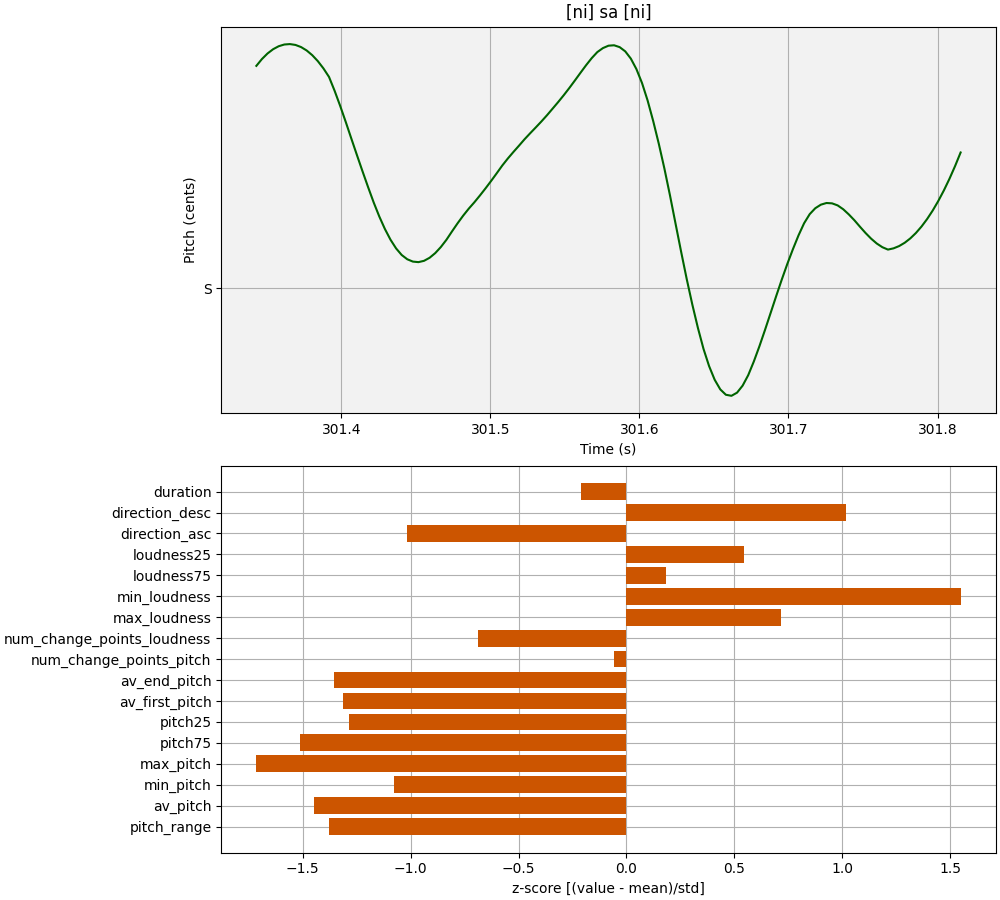 [ni] sa [ni]
Pitch (cents)
S
301.4 301.5 301.6 301.7 301.8
Time (s)
duration
direction_desc
direction_asc
loudness25
loudness75
min_loudness
max_loudness
num_change_points_loudness
num_change_points_pitch
av_end_pitch
av_first_pitch
pitch25
pitch75
max_pitch
min_pitch
av_pitch
pitch_range
−1.5 −1.0 −0.5 0.0 0.5 1.0 1.5
z-score [(value - mean)/std]